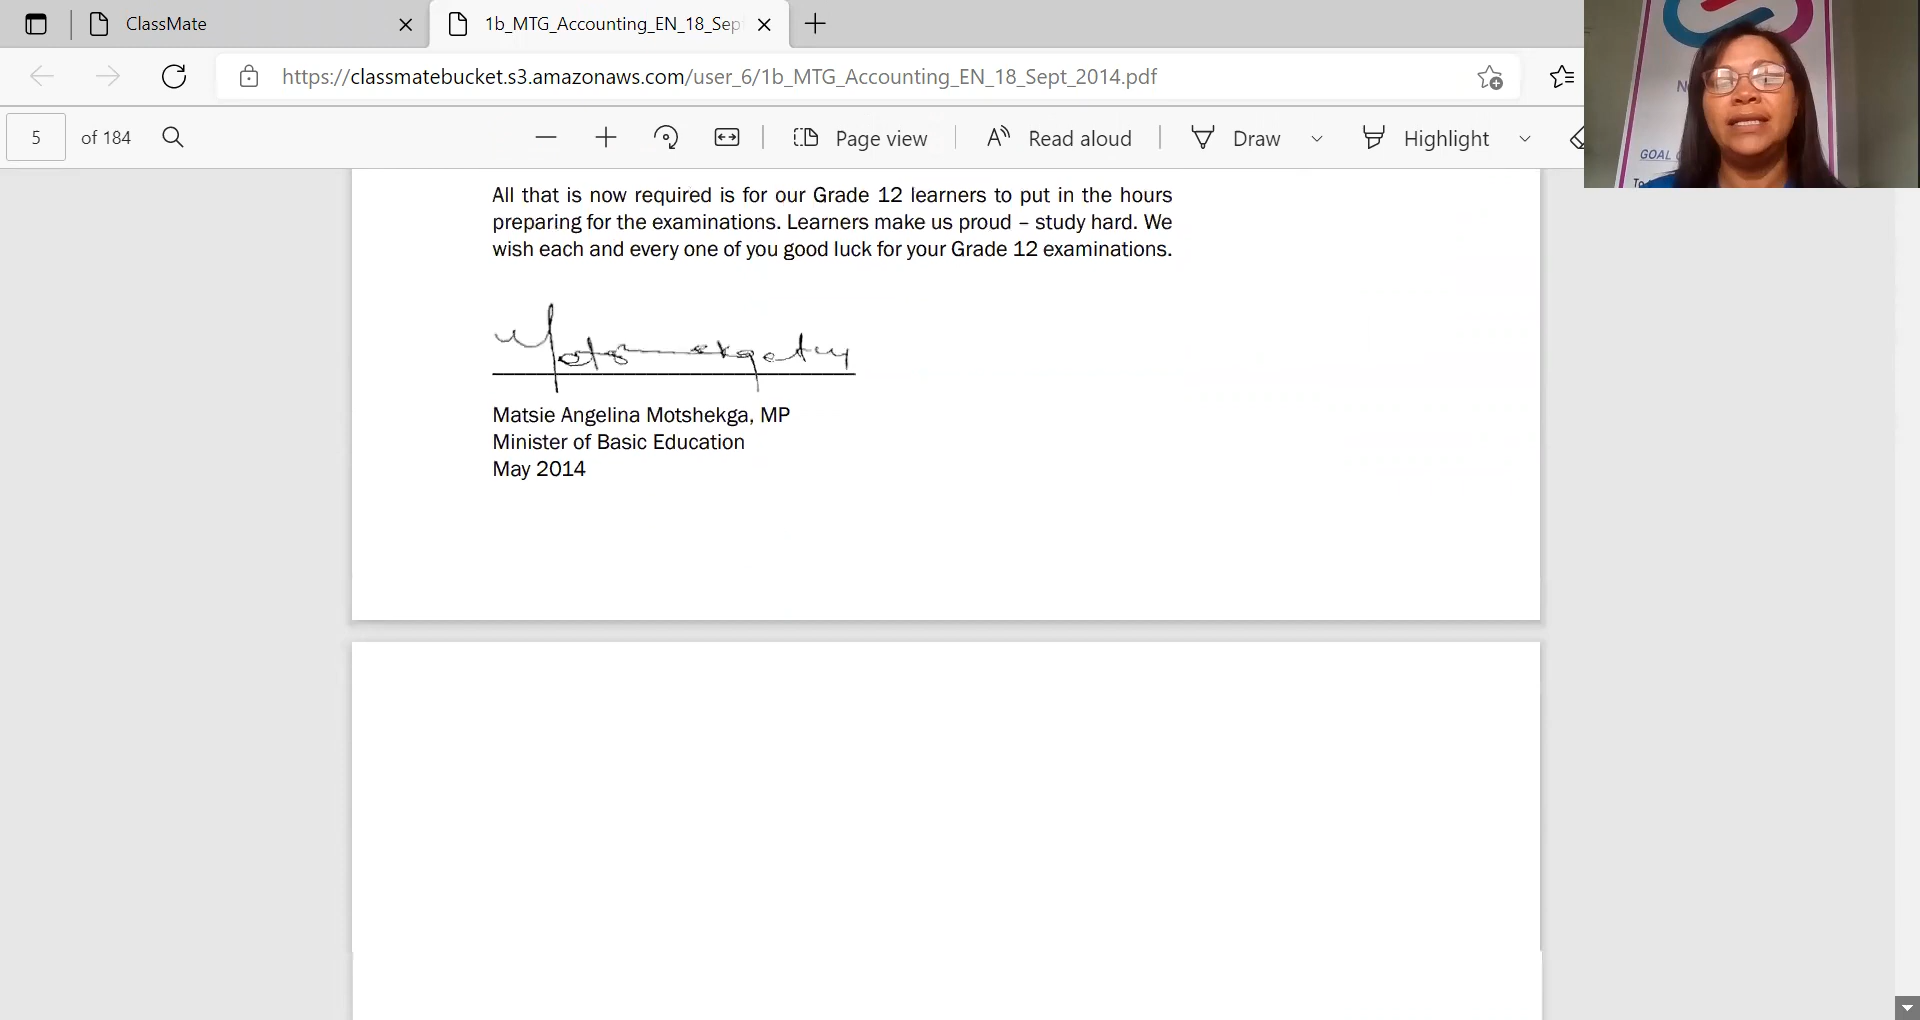 ClassMate
1b_MTG_Accounting_EN_18_Sep
https://classmatebucket.s3.amazonaws.com/user_6/1b_MTG_Accounting_EN_18_Sept_2014.pdf
5 of 184
Page view
Read aloud
Draw
Highlight
GOAL
All that is now required is for our Grade 12 learners to put in the hours
preparing for the examinations. Learners make us proud – study hard. We
wish each and every one of you good luck for your Grade 12 examinations.
Matsie Angelina Motshekga, MP
Minister of Basic Education
May 2014